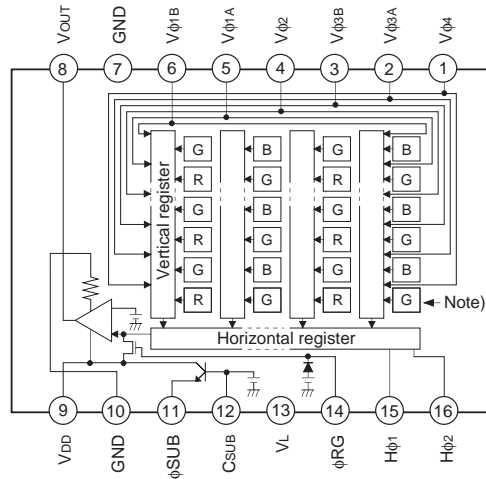 VOUT GND Vφ1B Vφ1A Vφ2 Vφ3B Vφ3A Vφ4
8 7 6 5 4 3 2 1
G B G B
R G R G
G B G B
R G R G
G B G B
R G R G
Note)
Vertical register
Horizontal register
9 10 11 12 13 14 15 16
VDD GND φSUB CSUB VL φRG Hφ1 Hφ2